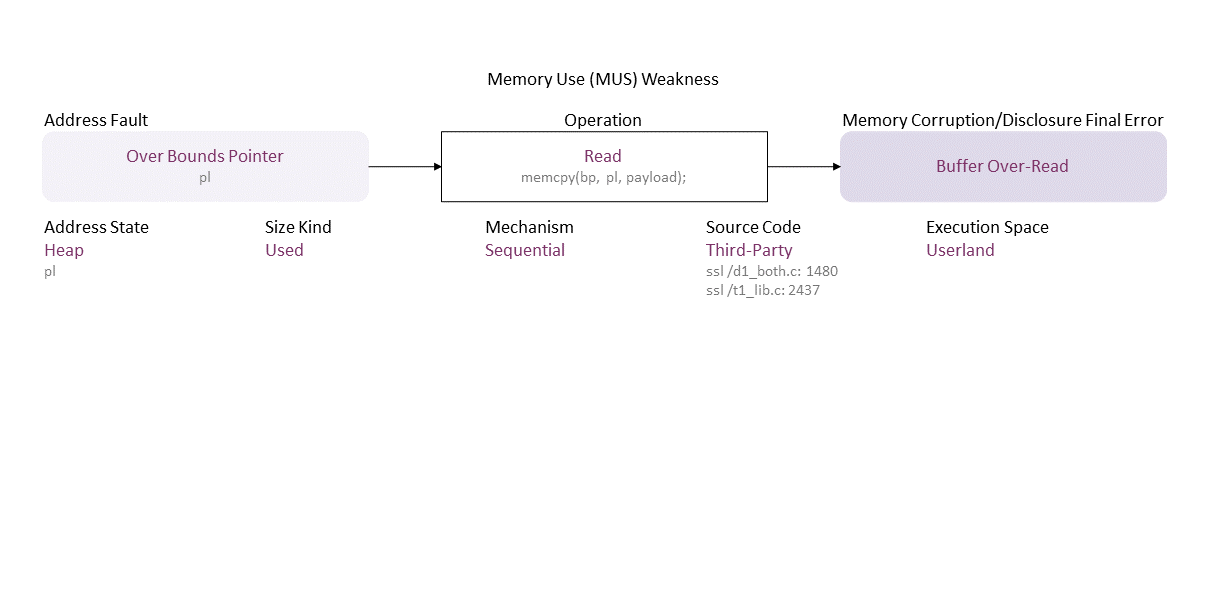 Memory Use (MUS) Weakness
Address Fault
Operation
Memory Corruption/Disclosure Final Error
Over Bounds Pointer
pl
Read
memcpy(bp, pl, payload);
Buffer Over-Read
Address State
Heap
pl
Size Kind
Used
Mechanism
Sequential
Source Code
Third-Party
ssl /d1_both.c: 1480
ssl /t1_lib.c: 2437
Execution Space
Userland